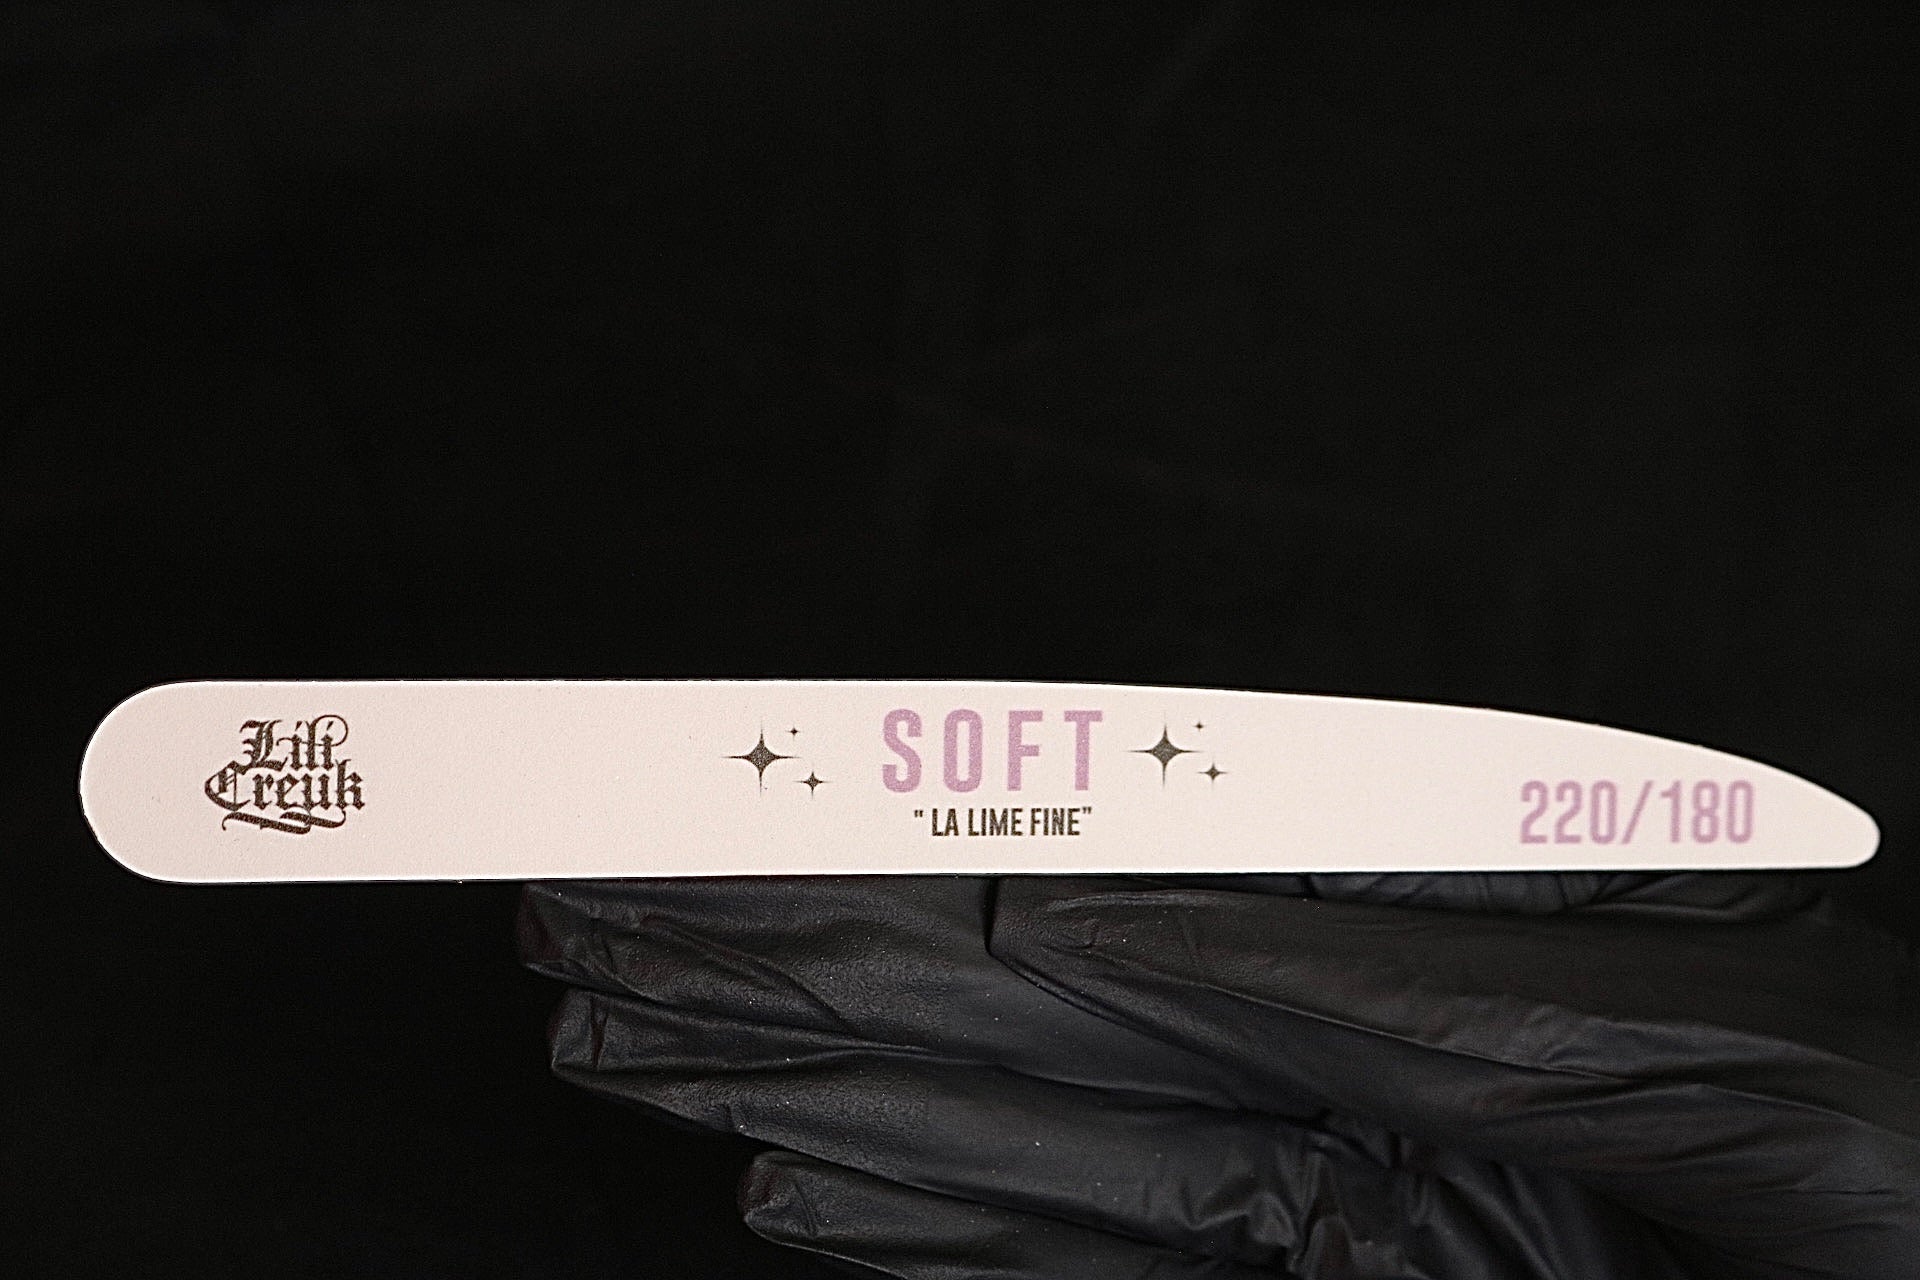 Lili
Creuk
SOFT
" LA LIME FINE"
220/180